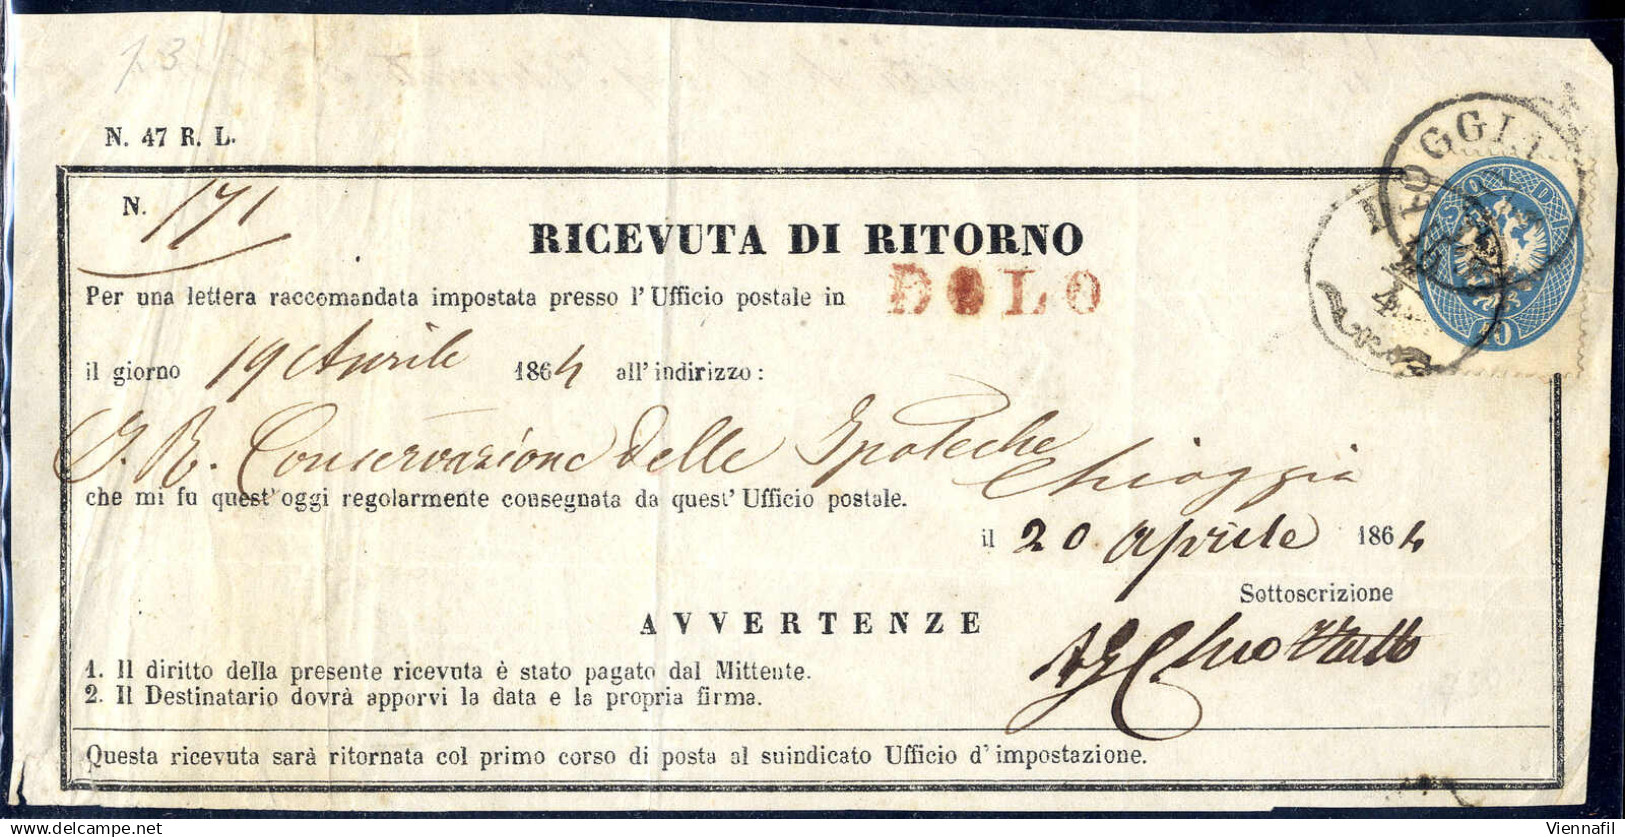 N. 47 R. L.
N. 171
RICEVUTA DI RITORNO
Per una lettera raccomandata impostata presso l'Ufficio postale in DOLO
il giorno 19 Aprile 1864 all'indirizzo:
I. R. Conservazione delle Ipoteche
Chioggia
che mi fu quest'oggi regolarmente consegnata da quest'Ufficio postale.
il 20 aprile 1864
Sottoscrizione
AVVERTENZE
1. Il diritto della presente ricevuta è stato pagato dal Mittente.
2. Il Destinatario dovrà apporvi la data e la propria firma.
Questa ricevuta sarà ritornata col primo corso di posta al suindicato Ufficio d'impostazione.
Viennafil